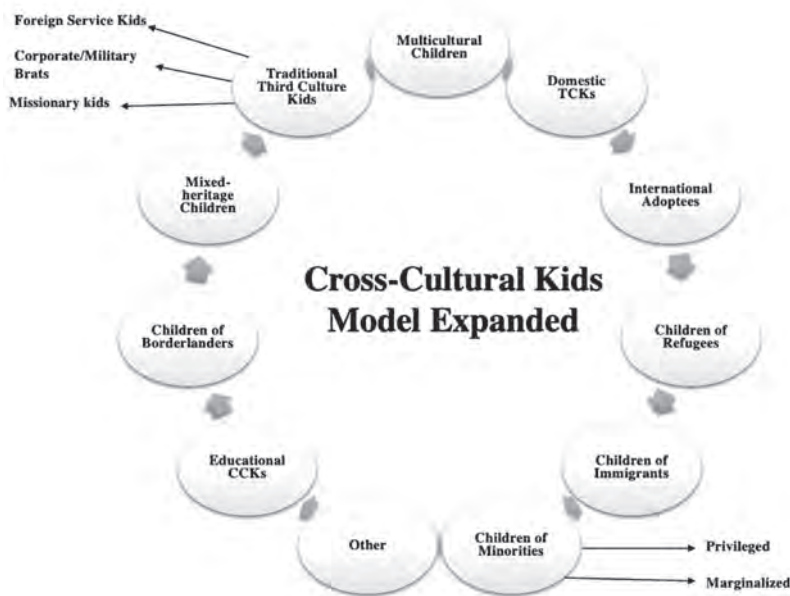 Foreign Service Kids
Corporate/Military
Brats
Missionary kids
Traditional
Third Culture
Kids
Multicultural
Children
Domestic
TCKs
Mixed-
heritage
Children
International
Adoptees
Cross-Cultural Kids
Model Expanded
Children of
Borderlanders
Children of
Refugees
Educational
CCKs
Children of
Immigrants
Other
Children of
Minorities
Privileged
Marginalized